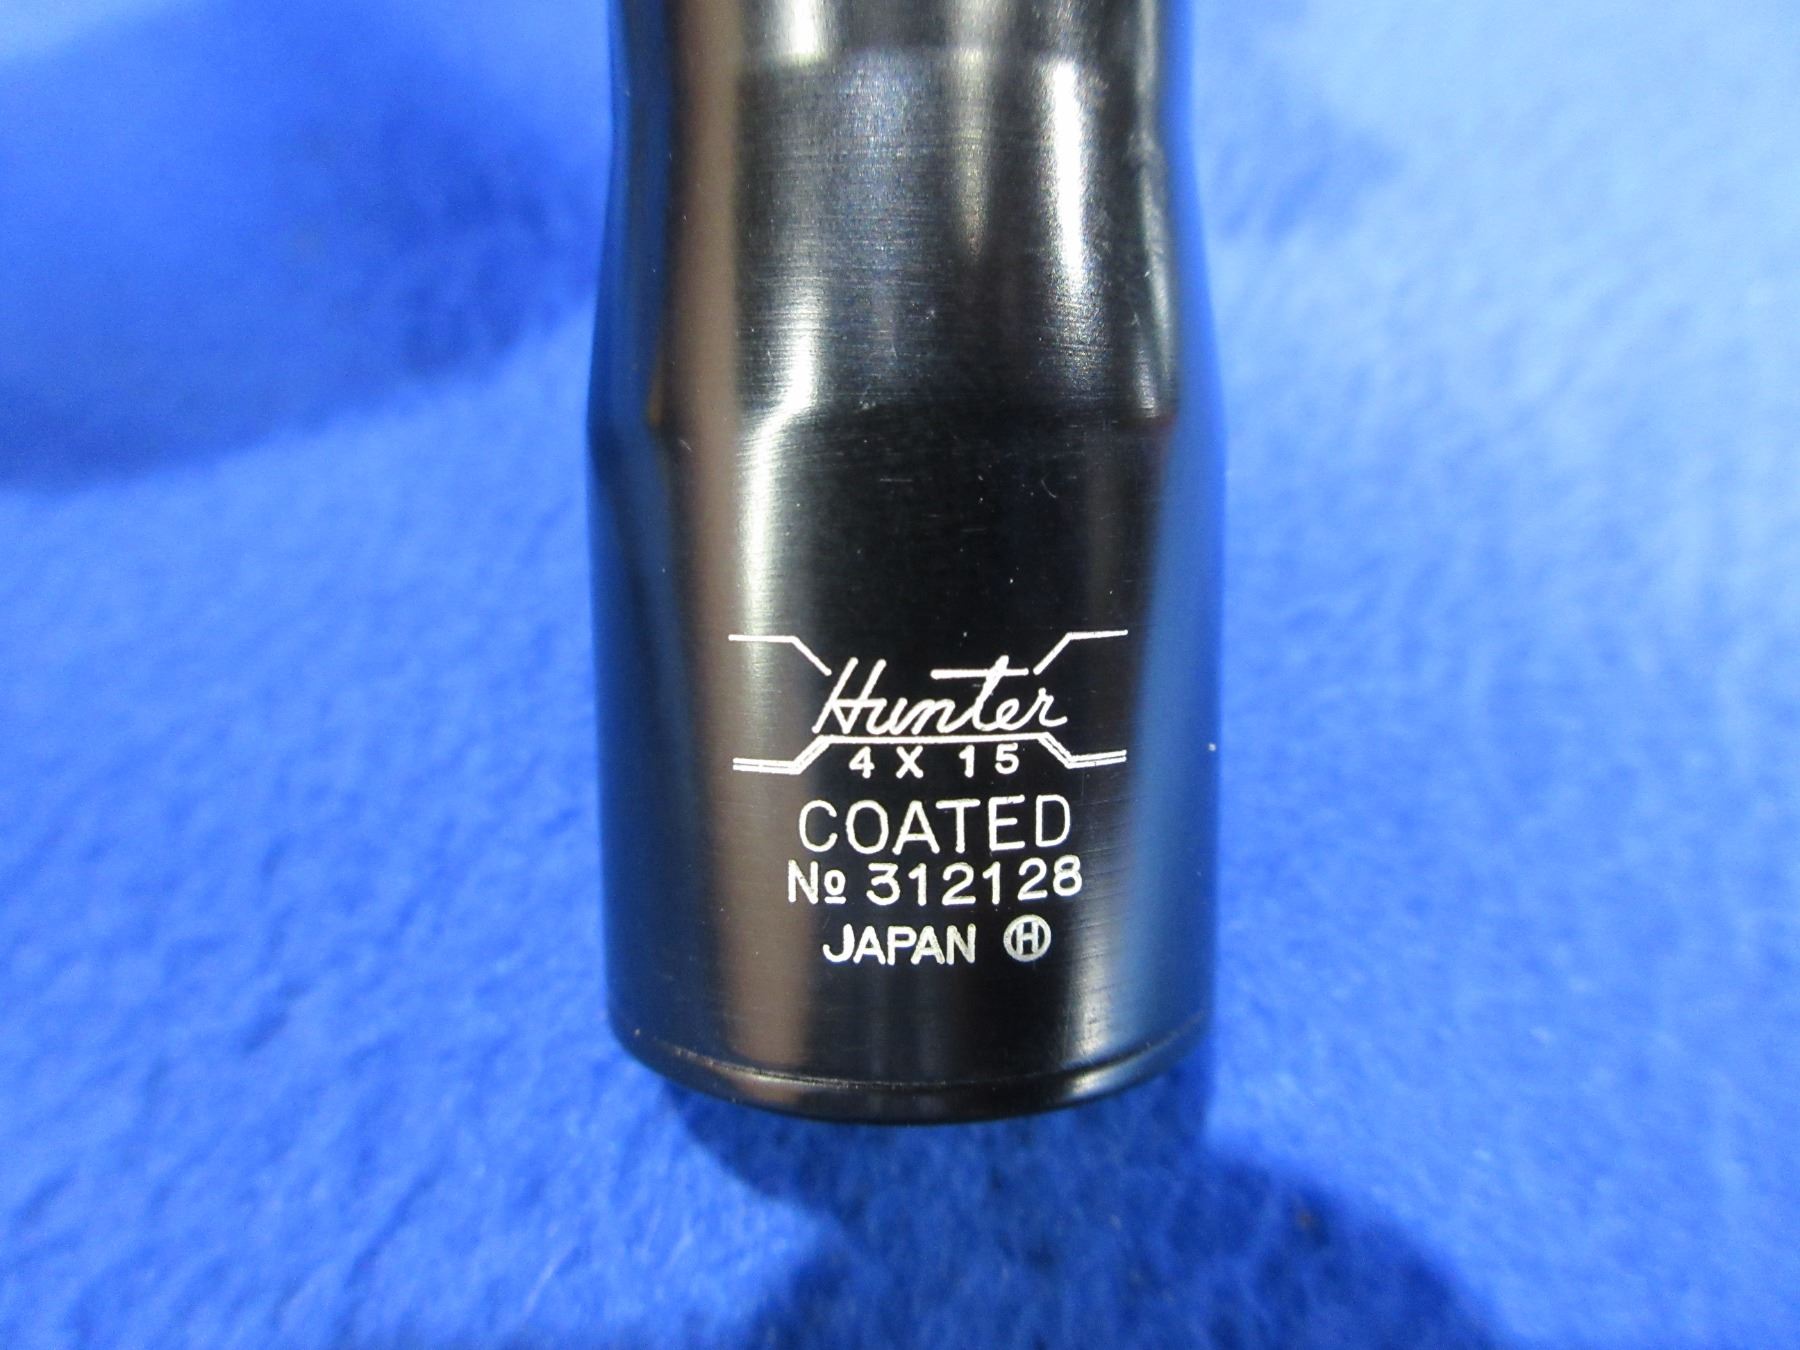 Hunter
4 X 15
COATED
№ 312128
JAPAN Ⓗ